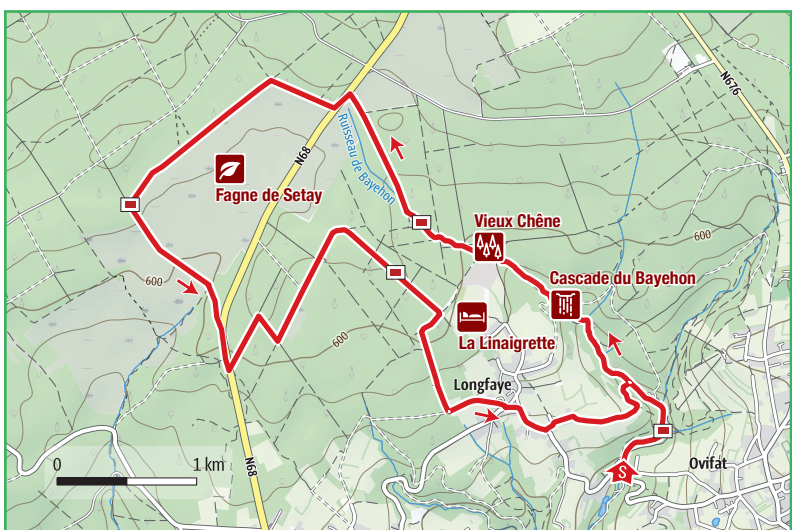 N676
Ruisseau de Bayehon
N68
Fagne de Setay
Vieux Chêne
600
Cascade du Bayehon
600
600
La Linaigrette
Longfaye
0 1 km
N68
S
Ovifat